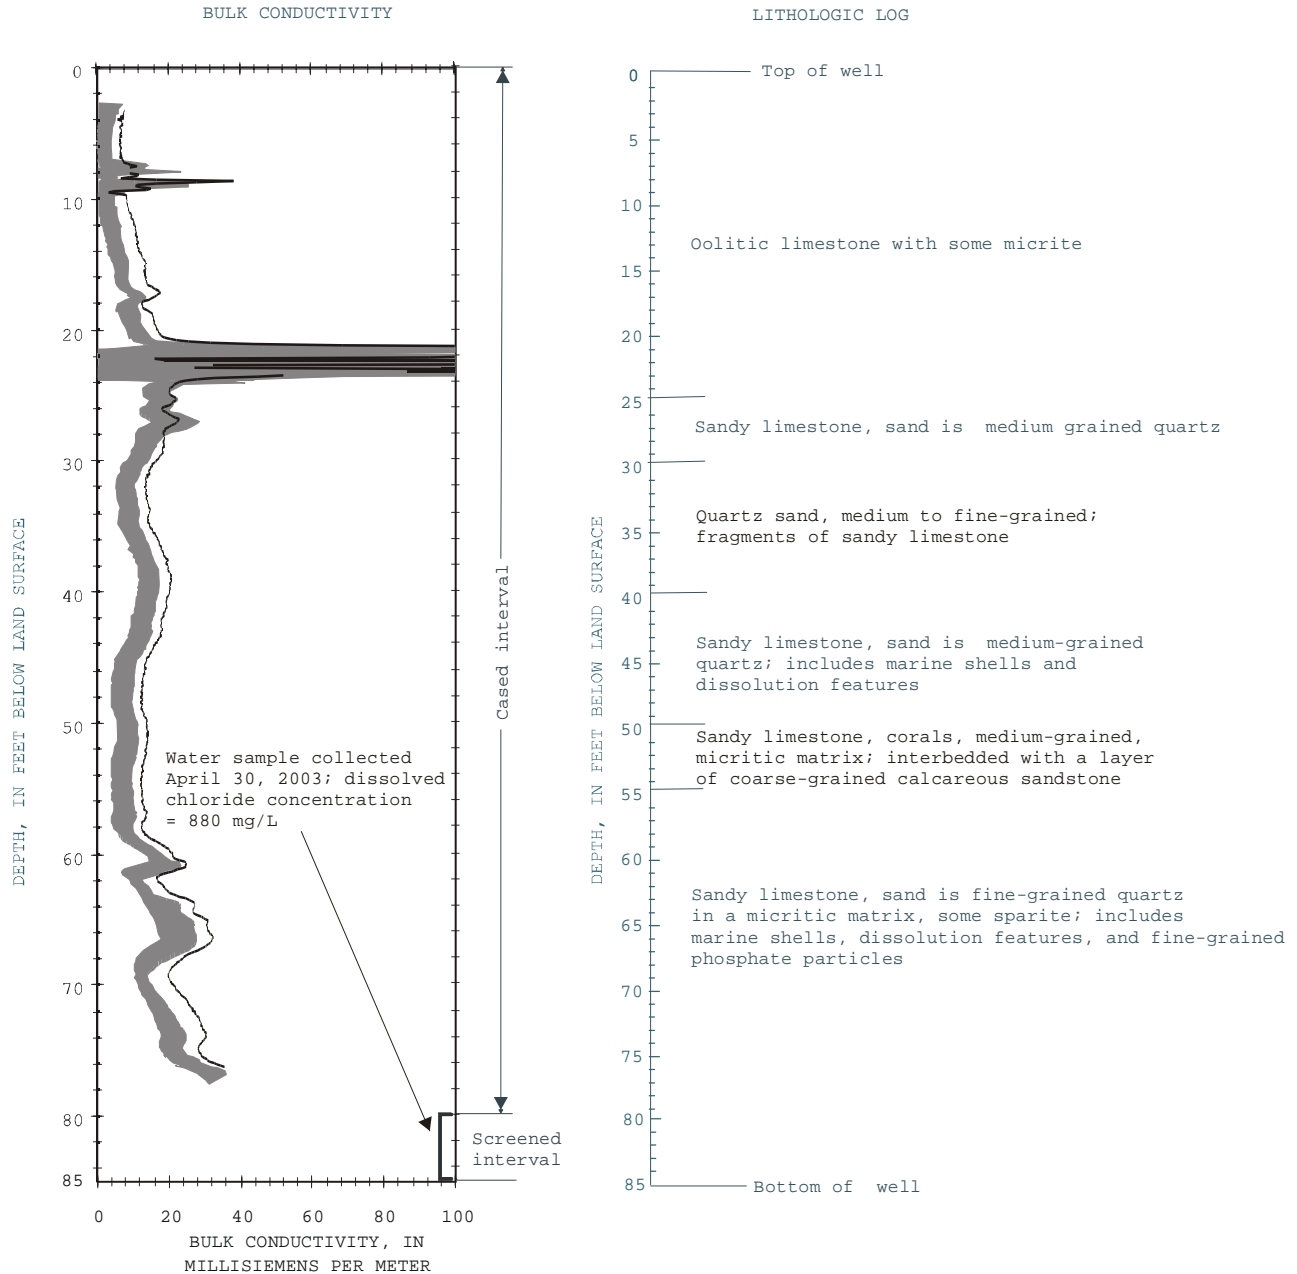 BULK CONDUCTIVITY
0
10
20
30
40
50
60
70
80
85
DEPTH, IN FEET BELOW LAND SURFACE
Water sample collected
April 30, 2003; dissolved
chloride concentration
= 880 mg/L
0 20 40 60 80 100
BULK CONDUCTIVITY, IN
MILLISIEMENS PER METER
Cased interval
Screened
interval
LITHOLOGIC LOG
DEPTH, IN FEET BELOW LAND SURFACE
0
5
10
15
20
25
30
35
40
45
50
55
60
65
70
75
80
85
Top of well
Oolitic limestone with some micrite
Sandy limestone, sand is medium grained quartz
Quartz sand, medium to fine-grained;
fragments of sandy limestone
Sandy limestone, sand is medium-grained
quartz; includes marine shells and
dissolution features
Sandy limestone, corals, medium-grained,
micritic matrix; interbedded with a layer
of coarse-grained calcareous sandstone
Sandy limestone, sand is fine-grained quartz
in a micritic matrix, some sparite; includes
marine shells, dissolution features, and fine-grained
phosphate particles
Bottom of well